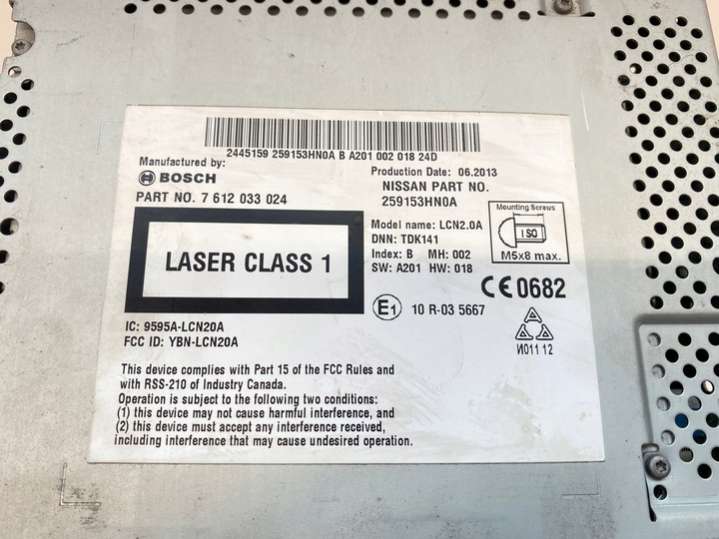 2445159 259153HN0A B A201 002 018 24D
Manufactured by:
BOSCH
PART NO. 7 612 033 024
Production Date: 06.2013
NISSAN PART NO.
259153HN0A
LASER CLASS 1
Model name: LCN2.0A
DNN: TDK141
Index: B MH: 002
SW: A201 HW: 018
Mounting Screws
ISO
M5x8 max.
CE0682
E1 10 R-03 5667
И011 12
IC: 9595A-LCN20A
FCC ID: YBN-LCN20A
This device complies with Part 15 of the FCC Rules and
with RSS-210 of Industry Canada.
Operation is subject to the following two conditions:
(1) this device may not cause harmful interference, and
(2) this device must accept any interference received,
including interference that may cause undesired operation.